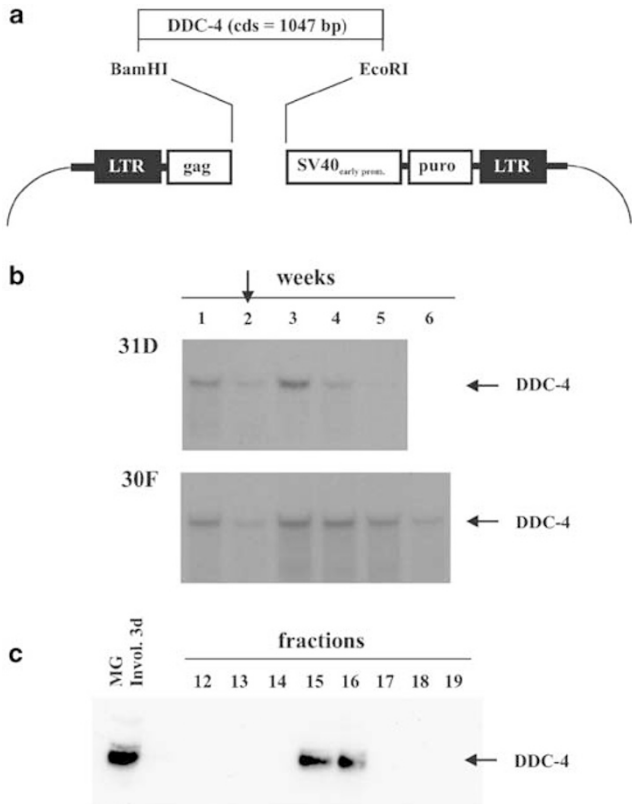 a
DDC-4 (cds = 1047 bp)
BamHI EcoRI
LTR gag SV40early prom. puro LTR
b
weeks
1 2 3 4 5 6
31D
DDC-4
30F
DDC-4
c
MG
Invol. 3d
fractions
12 13 14 15 16 17 18 19
DDC-4